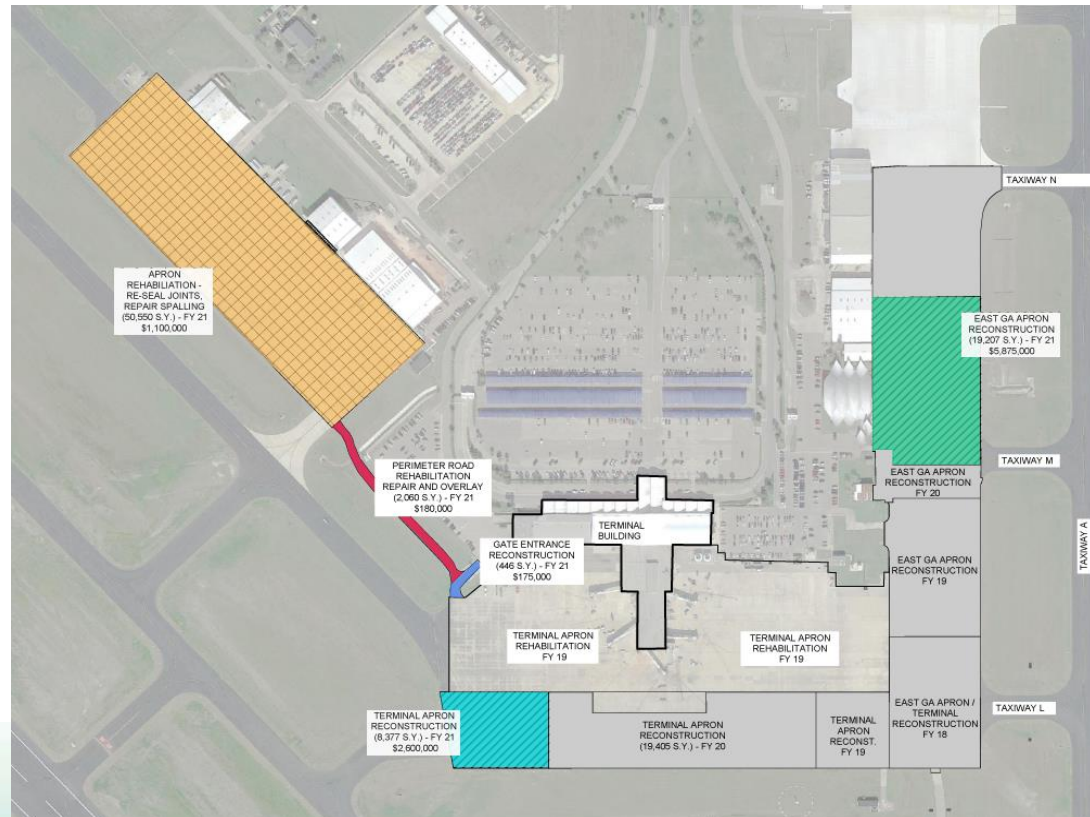 TAXIWAY N
APRON
REHABILIATION -
RE-SEAL JOINTS,
REPAIR SPALLING
(50,550 S.Y.) - FY 21
$1,100,000
EAST GA APRON
RECONSTRUCTION
(19,207 S.Y.) - FY 21
$5,875,000
TAXIWAY M
PERIMETER ROAD
REHABILITATION
REPAIR AND OVERLAY
(2,060 S.Y.) - FY 21
$180,000
EAST GA APRON
RECONSTRUCTION
FY 20
TERMINAL
BUILDING
TAXIWAY A
GATE ENTRANCE
RECONSTRUCTION
(446 S.Y.) - FY 21
$175,000
EAST GA APRON
RECONSTRUCTION
FY 19
TERMINAL APRON
REHABILITATION
FY 19
TERMINAL APRON
REHABILITATION
FY 19
EAST GA APRON /
TERMINAL
RECONSTRUCTION
FY 18
TAXIWAY L
TERMINAL APRON
RECONSTRUCTION
(8,377 S.Y.) - FY 21
$2,600,000
TERMINAL APRON
RECONSTRUCTION
(19,405 S.Y.) - FY 20
TERMINAL
APRON
RECONST.
FY 19